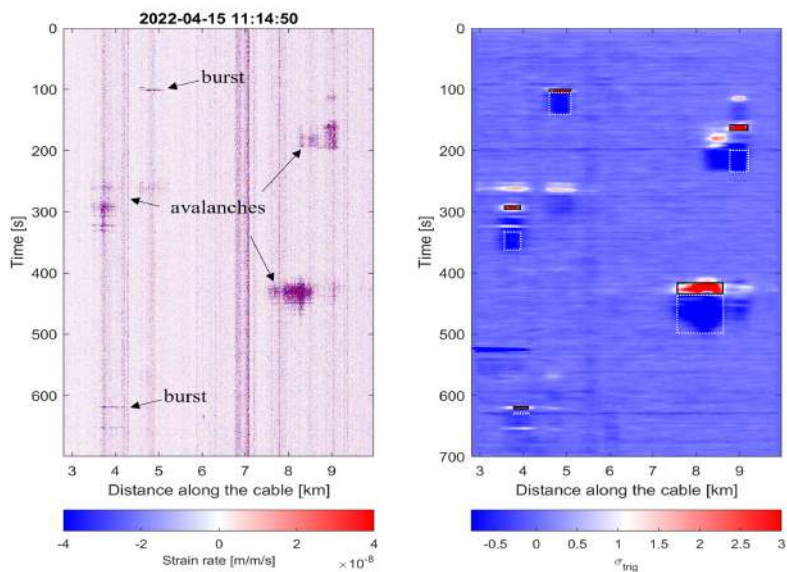 2022-04-15 11:14:50
0
100
200
300
400
500
600
Time [s]
burst
avalanches
burst
3 4 5 6 7 8 9
Distance along the cable [km]
-4 -2 0 2 4
Strain rate [m/m/s] ×10⁻⁸
0
100
200
300
400
500
600
700
Time [s]
3 4 5 6 7 8 9
Distance along the cable [km]
-0.5 0 0.5 1 1.5 2 2.5 3
σtrig